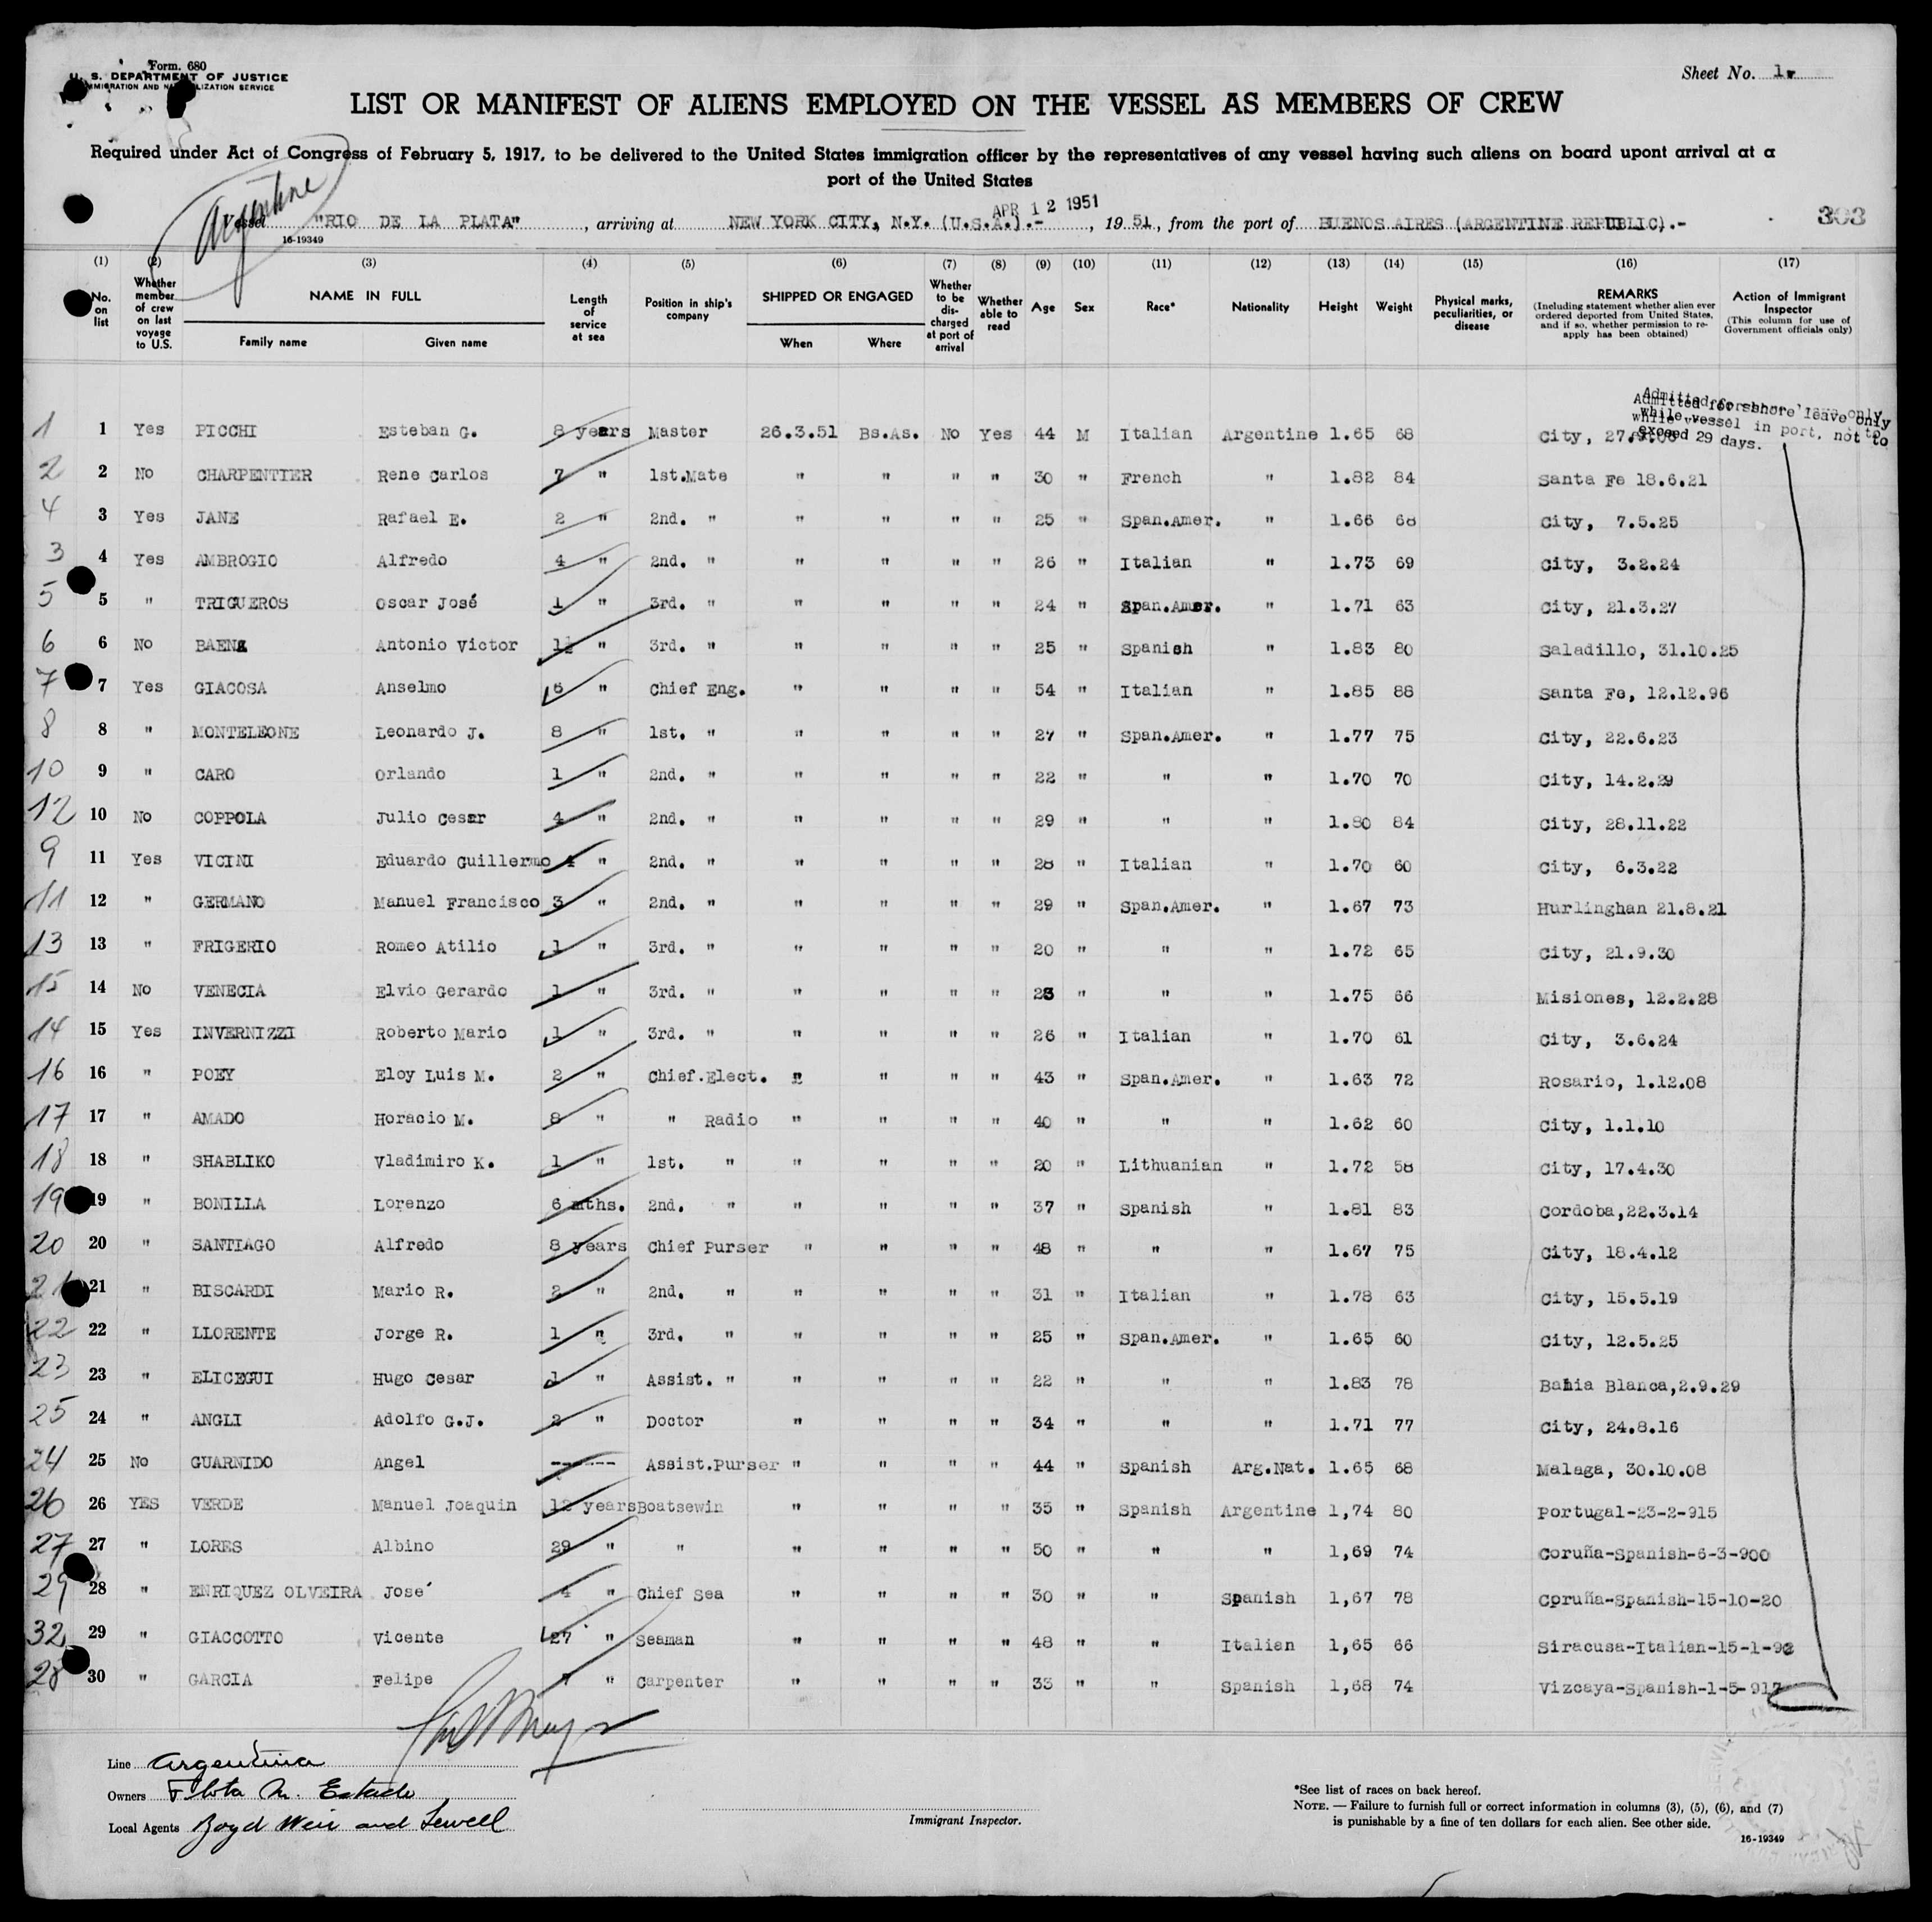 Form. 680
U. S. DEPARTMENT OF JUSTICE
IMMIGRATION AND NATURALIZATION SERVICE
Sheet No. 1
LIST OR MANIFEST OF ALIENS EMPLOYED ON THE VESSEL AS MEMBERS OF CREW
Required under Act of Congress of February 5, 1917, to be delivered to the United States immigration officer by the representatives of any vessel having such aliens on board upont arrival at a
port of the United States
Argentine
APR 12 1951
Vessel "RIO DE LA PLATA" , arriving at NEW YORK CITY, N.Y. (U.S.A.).- , 19 51, from the port of BUENOS AIRES (ARGENTINE REPUBLIC).- 303
16-19349
(1) (2) (3) (4) (5) (6) (7) (8) (9) (10) (11) (12) (13) (14) (15) (16) (17)
No. on list Whether member of crew on last voyage to U.S. NAME IN FULL Family name Given name Length of service at sea Position in ship's company SHIPPED OR ENGAGED When Where Whether to be discharged at port of arrival Whether able to read Age Sex Race* Nationality Height Weight Physical marks, peculiarities, or disease REMARKS (Including statement whether alien ever ordered deported from United States, and if so, whether permission to re-apply has been obtained) Action of Immigrant Inspector (This column for use of Government officials only)
Admitted for shore leave only
while vessel in port, not to
exceed 29 days.
1 1 Yes PICCHI Esteban G. 8 years Master 26.3.51 Bs.As. No Yes 44 M Italian Argentine 1.65 68 City,
2 2 No CHARPENTIER Rene Carlos 7 " 1st.Mate " " " " 30 " French " 1.82 84 Santa Fe 18.6.21
4 3 Yes JANE Rafael E. 2 " 2nd. " " " " " 25 " Span.Amer. " 1.66 68 City, 7.5.25
3 4 Yes AMBROGIO Alfredo 4 " 2nd. " " " " " 26 " Italian " 1.73 69 City, 3.2.24
5 5 " TRIGUEROS Oscar José 1 " 3rd. " " " " " 24 " Span.Amer. " 1.71 63 City, 21.3.27
6 6 No BAENA Antonio Victor 1½ " 3rd. " " " " " 25 " Spanish " 1.83 80 Saladillo, 31.10.25
7 7 Yes GIACOSA Anselmo 6 " Chief Eng. " " " " 54 " Italian " 1.85 88 Santa Fe, 12.12.96
8 8 " MONTELEONE Leonardo J. 8 " 1st. " " " " " 27 " Span.Amer. " 1.77 75 City, 22.6.23
10 9 " CARO Orlando 1 " 2nd. " " " " " 22 " " " 1.70 70 City, 14.2.29
12 10 No COPPOLA Julio Cesar 4 " 2nd. " " " " " 29 " " " 1.80 84 City, 28.11.22
9 11 Yes VICINI Eduardo Guillermo 4 " 2nd. " " " " " 28 " Italian " 1.70 60 City, 6.3.22
11 12 " GERMANO Manuel Francisco 3 " 2nd. " " " " " 29 " Span.Amer. " 1.67 73 Hurlinghan 21.8.21
13 13 " FRIGERIO Romeo Atilio 1 " 3rd. " " " " " 20 " " " 1.72 65 City, 21.9.30
15 14 No VENECIA Elvio Gerardo 1 " 3rd. " " " " " 23 " " " 1.75 66 Misiones, 12.2.28
14 15 Yes INVERNIZZI Roberto Mario 1 " 3rd. " " " " " 26 " Italian " 1.70 61 City, 3.6.24
16 16 " POEY Eloy Luis M. 2 " Chief.Elect. " " " " 43 " Span.Amer. " 1.63 72 Rosario, 1.12.08
17 17 " AMADO Horacio M. 8 " " Radio " " " " 40 " " " 1.62 60 City, 1.1.10
18 18 " SHABLIKO Vladimiro K. 1 " 1st. " " " " " 20 " Lithuanian " 1.72 58 City, 17.4.30
19 19 " BONILLA Lorenzo 6 mths. 2nd. " " " " " 37 " Spanish " 1.81 83 Cordoba,22.3.14
20 20 " SANTIAGO Alfredo 8 years Chief Purser " " " " 48 " " " 1.67 75 City, 18.4.12
21 21 " BISCARDI Mario R. 2 " 2nd. " " " " " 31 " Italian " 1.78 63 City, 15.5.19
22 22 " LLORENTE Jorge R. 1 " 3rd. " " " " " 25 " Span.Amer. " 1.65 60 City, 12.5.25
23 23 " ELICEGUI Hugo Cesar 1 " Assist. " " " " " 22 " " " 1.83 78 Bahia Blanca,2.9.29
25 24 " ANGLI Adolfo G.J. 2 " Doctor " " " " 34 " " " 1.71 77 City, 24.8.16
24 25 No GUARNIDO Angel ------ Assist.Purser " " " " 44 " Spanish Arg.Nat. 1.65 68 Malaga, 30.10.08
26 26 YES VERDE Manuel Joaquin 12 years Boatsewin " " " " 35 " Spanish Argentine 1,74 80 Portugal-23-2-915
27 27 " LORES Albino 29 " " " " " " 50 " " " 1,69 74 Coruña-Spanish-6-3-900
29 28 " ENRIQUEZ OLVEIRA José 4 " Chief Sea " " " " 30 " " Spanish 1,67 78 Coruña-Spanish-15-10-20
32 29 " GIACCOTTO Vicente 27 " Seaman " " " " 48 " " Italien 1,65 66 Siracusa-Italian-15-1-
28 30 " GARCIA Felipe 7 " Carpenter " " " " 33 " " Spanish 1,68 74 Vizcaya-Spanish-1-5-917
Line Argentina
Owners Flota M. Estado
Local Agents Boyd Weir and Sewell
Immigrant Inspector.
*See list of races on back hereof.
NOTE. — Failure to furnish full or correct information in columns (3), (5), (6), and (7)
is punishable by a fine of ten dollars for each alien. See other side.
16-19349